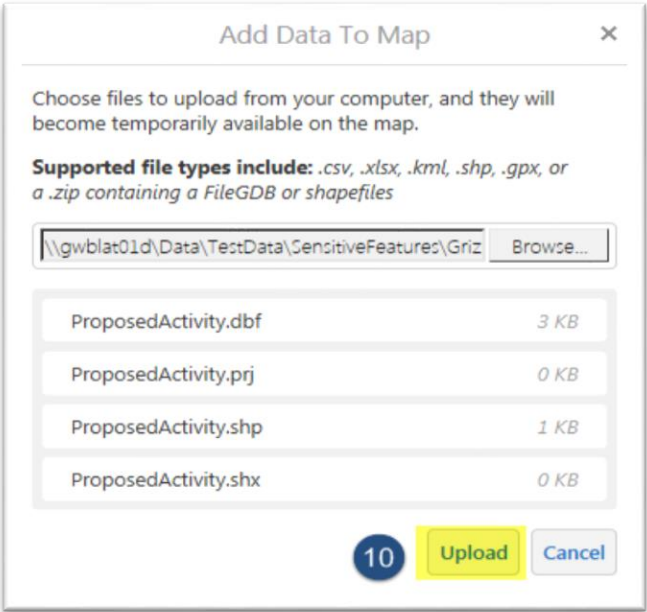 Add Data To Map ×
Choose files to upload from your computer, and they will
become temporarily available on the map.
Supported file types include: .csv, .xlsx, .kml, .shp, .gpx, or
a .zip containing a FileGDB or shapefiles
\\gwblat01d\Data\TestData\SensitiveFeatures\Griz Browse...
ProposedActivity.dbf 3 KB
ProposedActivity.prj 0 KB
ProposedActivity.shp 1 KB
ProposedActivity.shx 0 KB
10 Upload Cancel